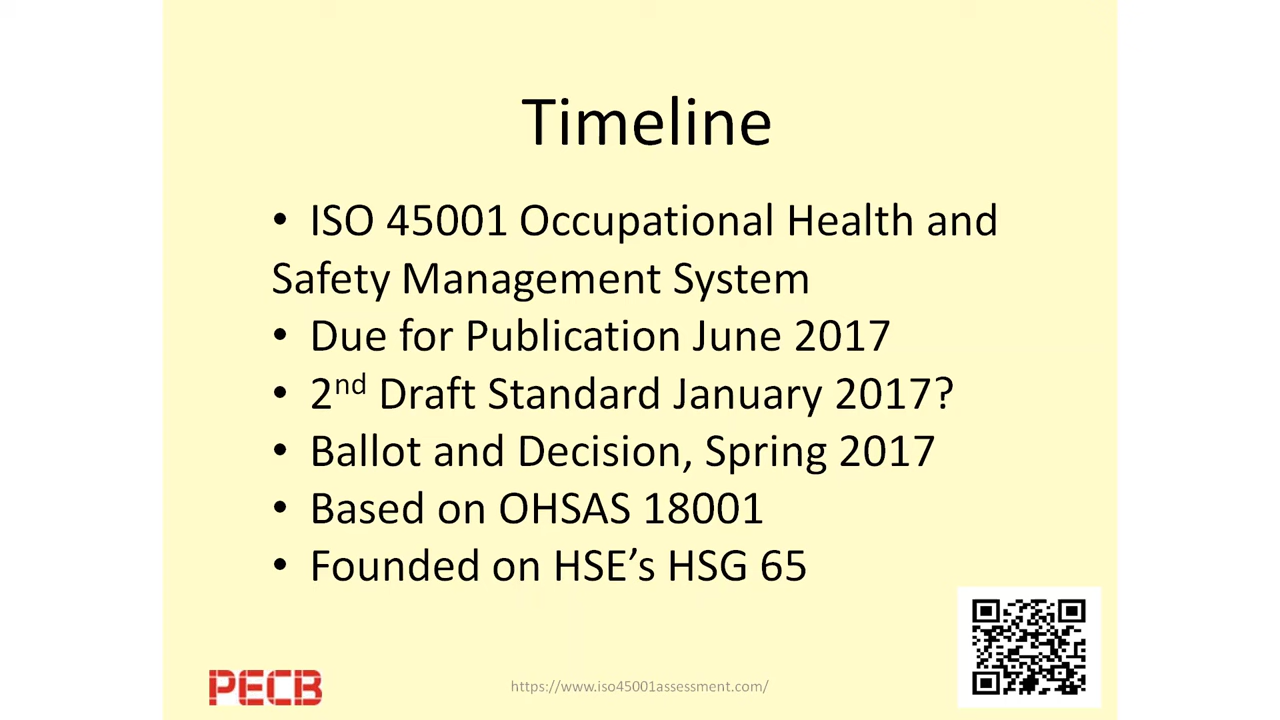 Timeline
• ISO 45001 Occupational Health and
Safety Management System
• Due for Publication June 2017
• 2nd Draft Standard January 2017?
• Ballot and Decision, Spring 2017
• Based on OHSAS 18001
• Founded on HSE’s HSG 65
PECB
https://www.iso45001assessment.com/